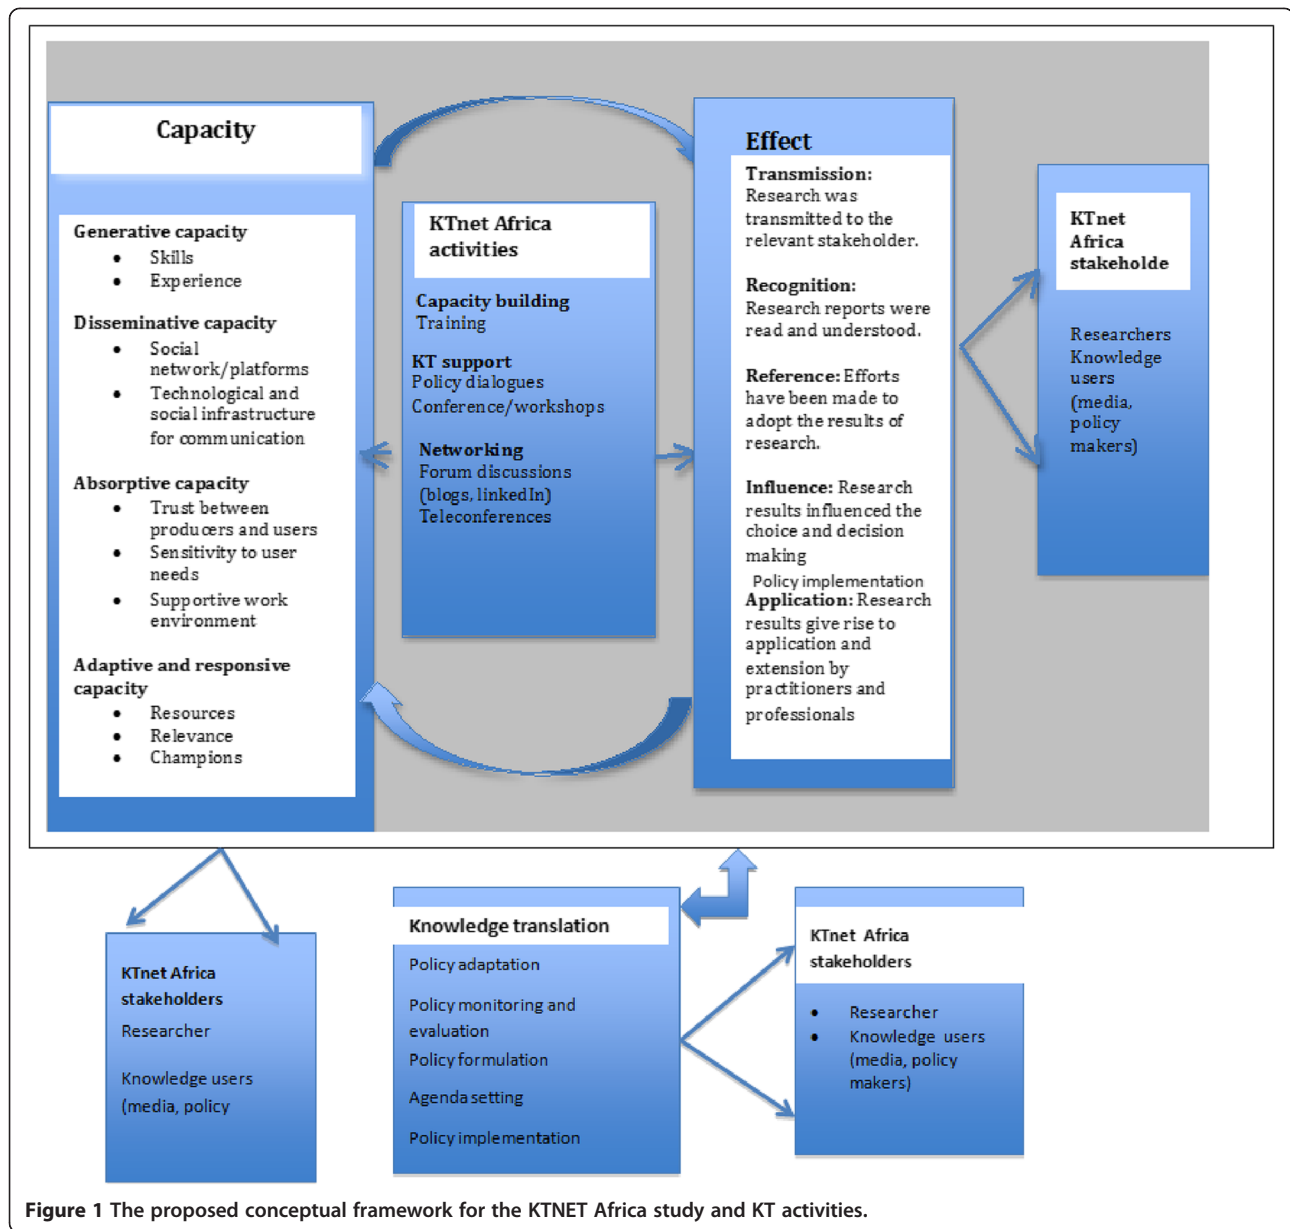 Capacity
Generative capacity
• Skills
• Experience
Disseminative capacity
• Social
network/platforms
• Technological and
social infrastructure
for communication
Absorptive capacity
• Trust between
producers and users
• Sensitivity to user
needs
• Supportive work
environment
Adaptive and responsive
capacity
• Resources
• Relevance
• Champions
KTnet Africa
activities
Capacity building
Training
KT support
Policy dialogues
Conference/workshops
Networking
Forum discussions
(blogs, linkedIn)
Teleconferences
Effect
Transmission:
Research was
transmitted to the
relevant stakeholder.
Recognition:
Research reports were
read and understood.
Reference: Efforts
have been made to
adopt the results of
research.
Influence: Research
results influenced the
choice and decision
making
Policy implementation
Application: Research
results give rise to
application and
extension by
practitioners and
professionals
KTnet
Africa
stakeholde
Researchers
Knowledge
users
(media,
policy
makers)
KTnet Africa
stakeholders
Researcher
Knowledge users
(media, policy
Knowledge translation
Policy adaptation
Policy monitoring and
evaluation
Policy formulation
Agenda setting
Policy implementation
KTnet Africa
stakeholders
• Researcher
• Knowledge users
(media, policy
makers)
Figure 1 The proposed conceptual framework for the KTNET Africa study and KT activities.